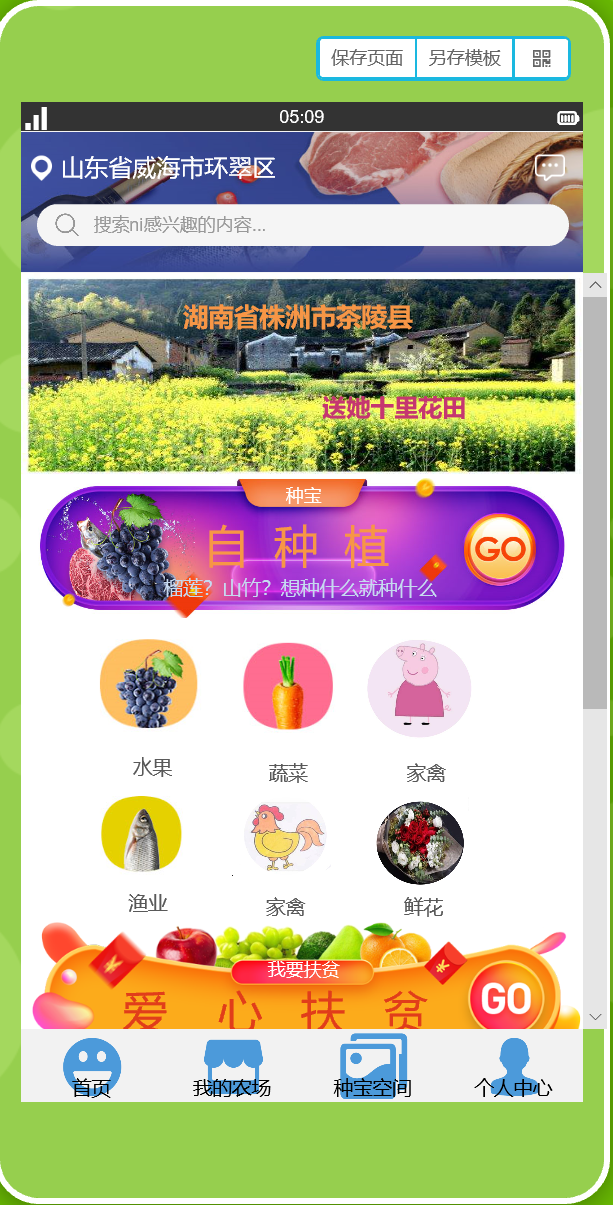 保存页面 另存模板
05:09
山东省威海市环翠区
搜索ni感兴趣的内容...
湖南省株洲市茶陵县
送她十里花田
种宝
自种植
GO
榴莲？山竹？想种什么就种什么
水果 蔬菜 家禽
渔业 家禽 鲜花
我要扶贫
爱心扶贫
GO
首页 我的农场 种宝空间 个人中心